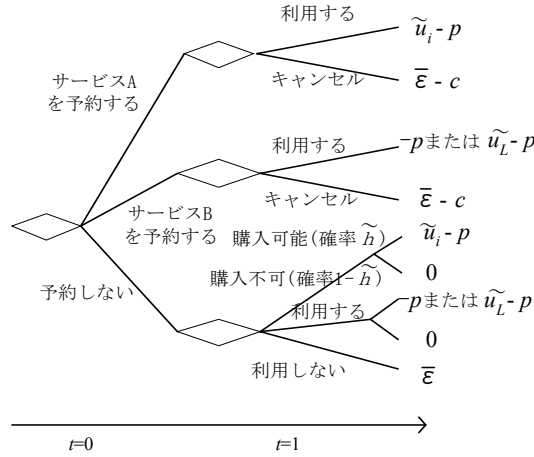 利用する
ũᵢ - p
サービスA
を予約する
キャンセル
ε̅ - c
利用する
-pまたは ũ_L - p
サービスB
を予約する
キャンセル
ε̅ - c
購入可能(確率 h̃)
ũᵢ - p
購入不可(確率1- h̃)
0
予約しない
利用する
-pまたは ũ_L - p
0
利用しない
ε̅
t=0
t=1